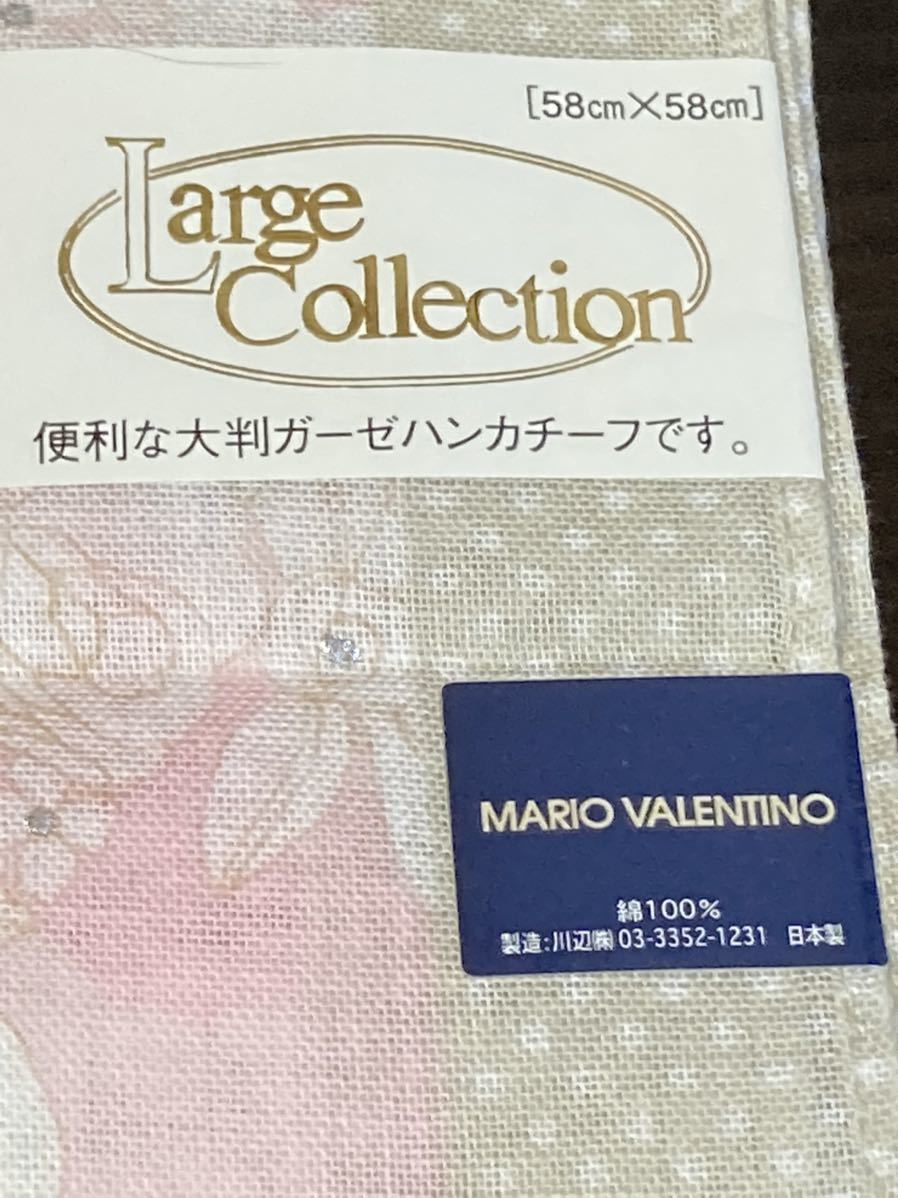 [58cm×58cm]
Large
Collection
便利な大判ガーゼハンカチーフです。
MARIO VALENTINO
綿100%
製造:川辺㈱ 03-3352-1231 日本製